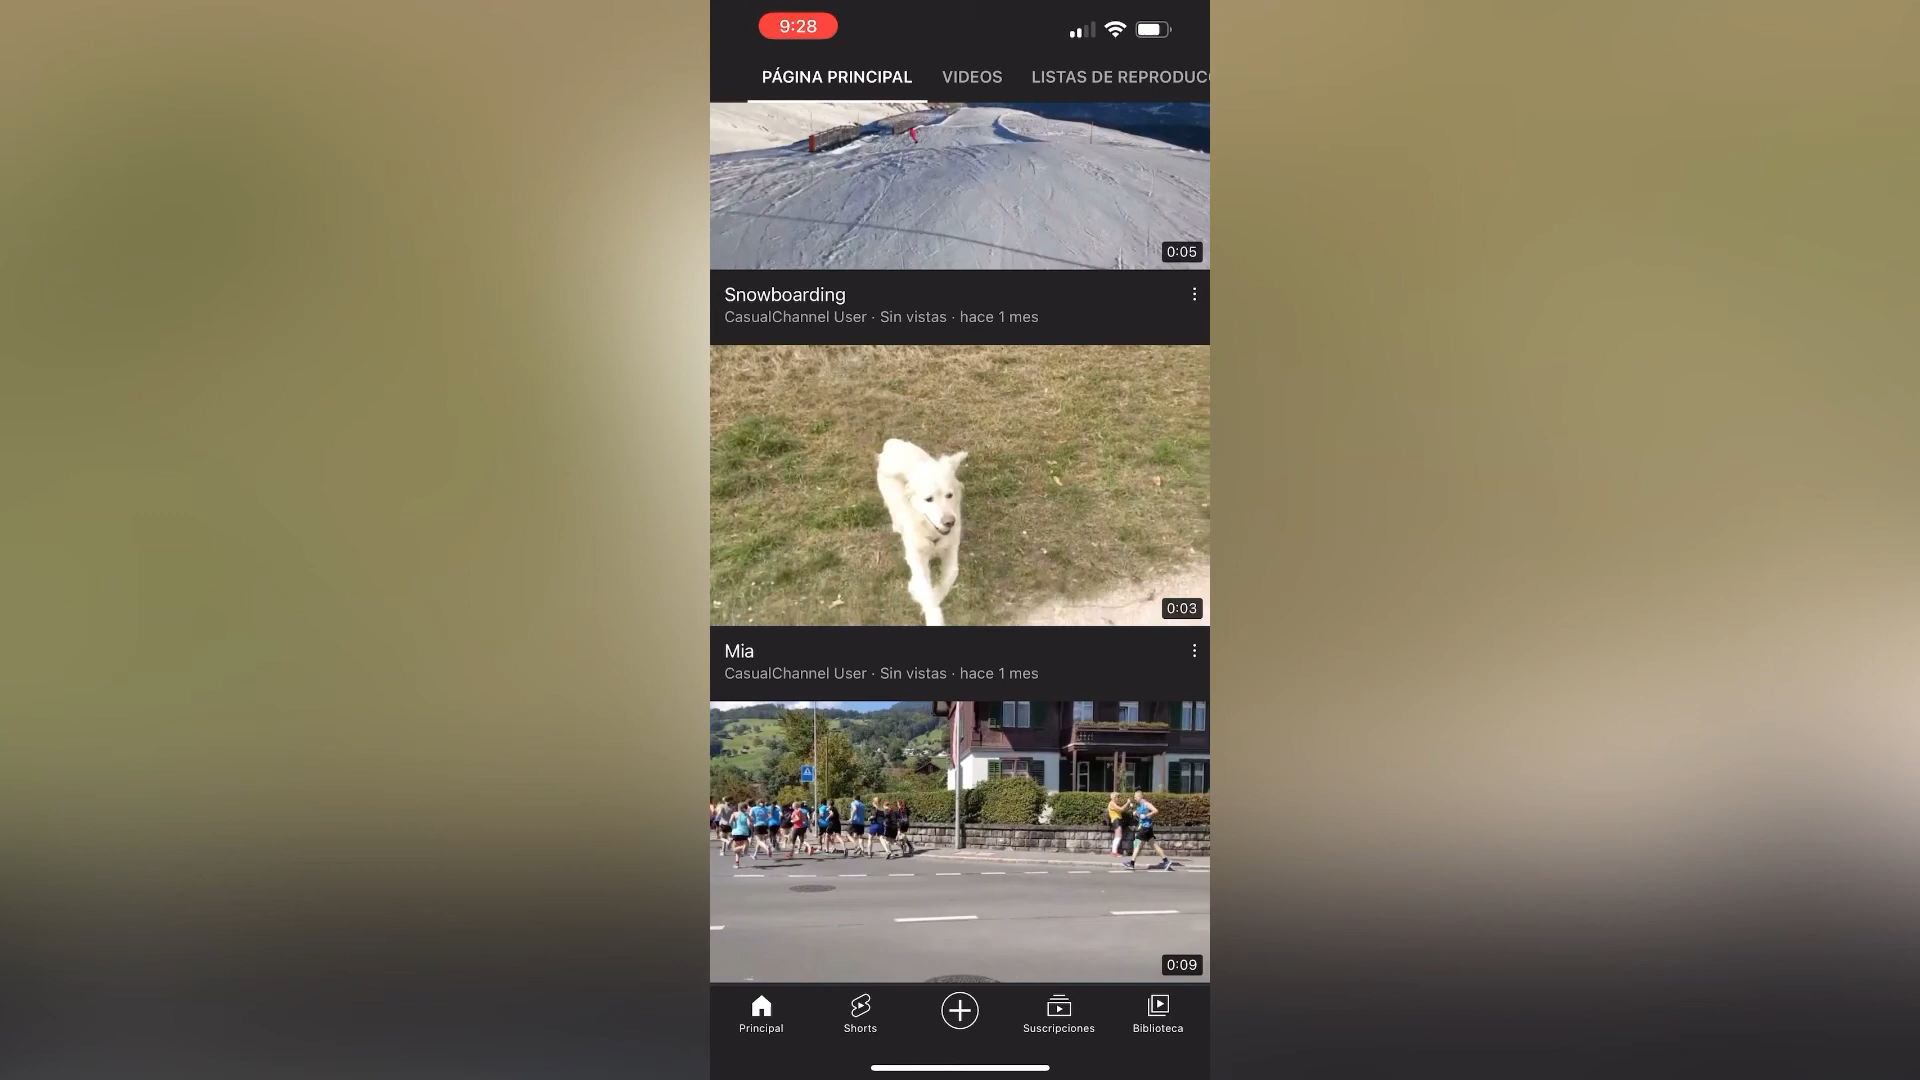 9:28
PÁGINA PRINCIPAL VIDEOS LISTAS DE REPRODUC
0:05
Snowboarding
CasualChannel User · Sin vistas · hace 1 mes
0:03
Mia
CasualChannel User · Sin vistas · hace 1 mes
0:09
Principal Shorts Suscripciones Biblioteca